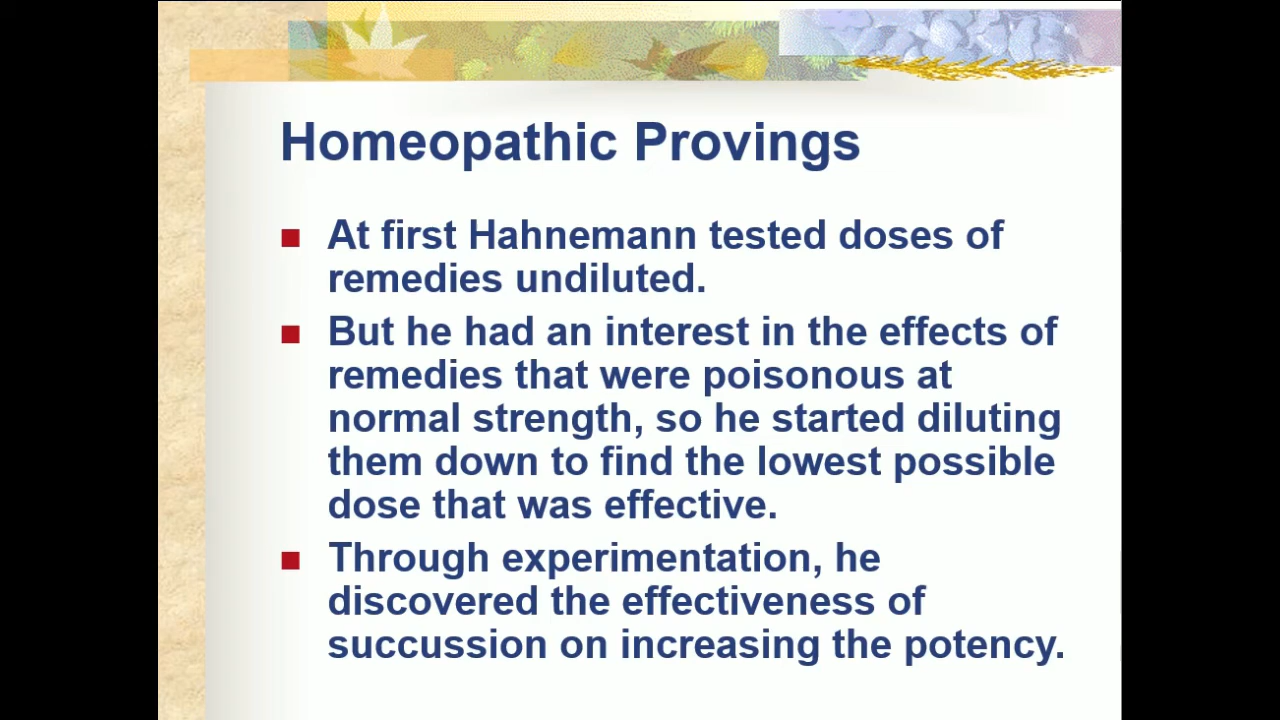 Homeopathic Provings
At first Hahnemann tested doses of
remedies undiluted.
But he had an interest in the effects of
remedies that were poisonous at
normal strength, so he started diluting
them down to find the lowest possible
dose that was effective.
Through experimentation, he
discovered the effectiveness of
succussion on increasing the potency.